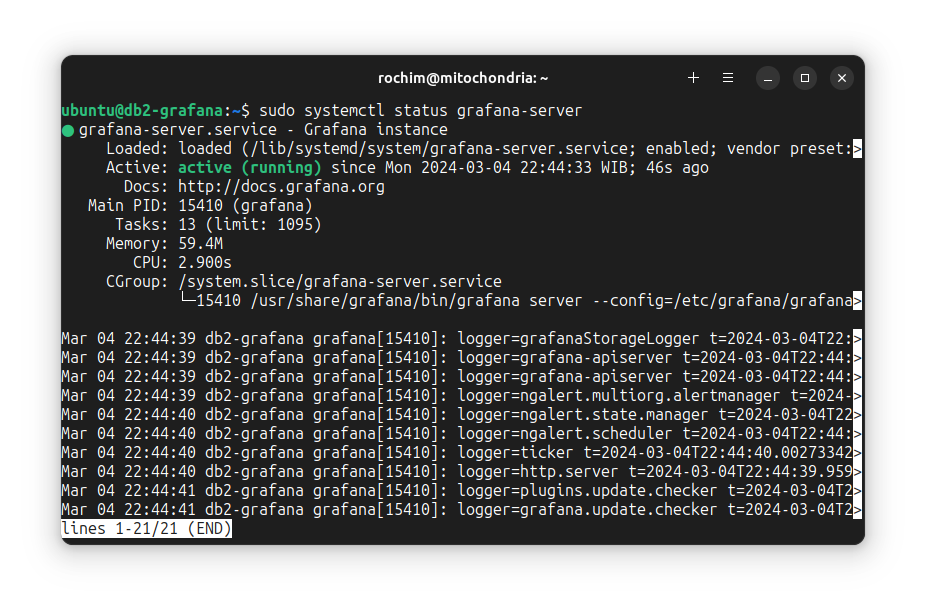 rochim@mitochondria: ~
ubuntu@db2-grafana:~$ sudo systemctl status grafana-server
● grafana-server.service - Grafana instance
     Loaded: loaded (/lib/systemd/system/grafana-server.service; enabled; vendor preset:>
     Active: active (running) since Mon 2024-03-04 22:44:33 WIB; 46s ago
       Docs: http://docs.grafana.org
   Main PID: 15410 (grafana)
      Tasks: 13 (limit: 1095)
     Memory: 59.4M
        CPU: 2.900s
     CGroup: /system.slice/grafana-server.service
             └─15410 /usr/share/grafana/bin/grafana server --config=/etc/grafana/grafana>
Mar 04 22:44:39 db2-grafana grafana[15410]: logger=grafanaStorageLogger t=2024-03-04T22:>
Mar 04 22:44:39 db2-grafana grafana[15410]: logger=grafana-apiserver t=2024-03-04T22:44:>
Mar 04 22:44:39 db2-grafana grafana[15410]: logger=grafana-apiserver t=2024-03-04T22:44:>
Mar 04 22:44:39 db2-grafana grafana[15410]: logger=ngalert.multiorg.alertmanager t=2024->
Mar 04 22:44:40 db2-grafana grafana[15410]: logger=ngalert.state.manager t=2024-03-04T22>
Mar 04 22:44:40 db2-grafana grafana[15410]: logger=ngalert.scheduler t=2024-03-04T22:44:>
Mar 04 22:44:40 db2-grafana grafana[15410]: logger=ticker t=2024-03-04T22:44:40.00273342>
Mar 04 22:44:40 db2-grafana grafana[15410]: logger=http.server t=2024-03-04T22:44:39.959>
Mar 04 22:44:41 db2-grafana grafana[15410]: logger=plugins.update.checker t=2024-03-04T2>
Mar 04 22:44:41 db2-grafana grafana[15410]: logger=grafana.update.checker t=2024-03-04T2>
lines 1-21/21 (END)